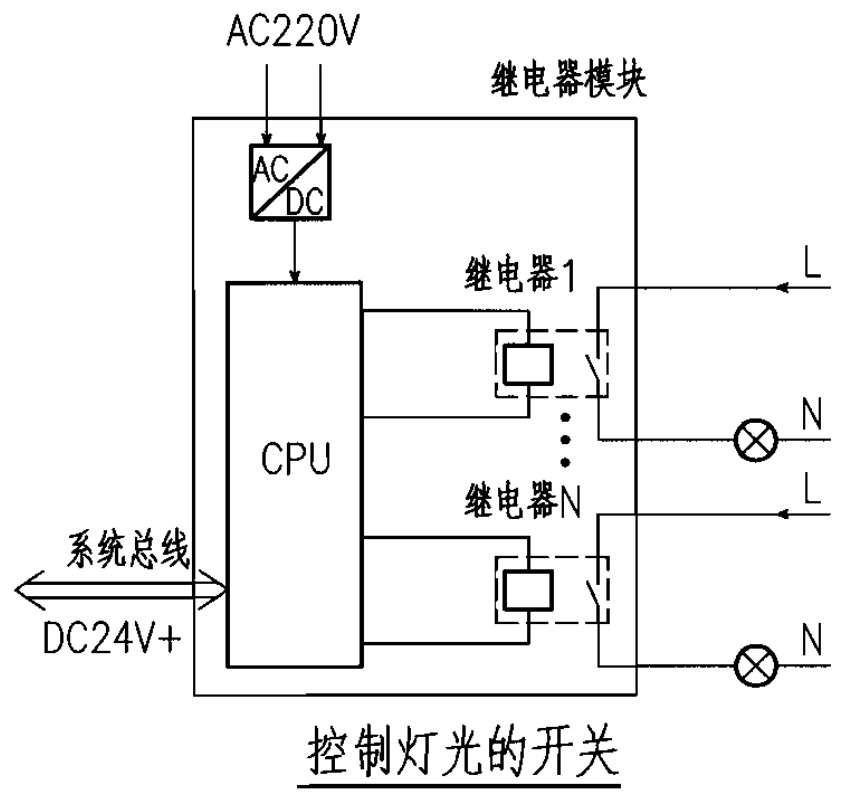 AC220V
继电器模块
AC
DC
继电器1
L
CPU
N
继电器N
L
系统总线
DC24V+
N
控制灯光的开关